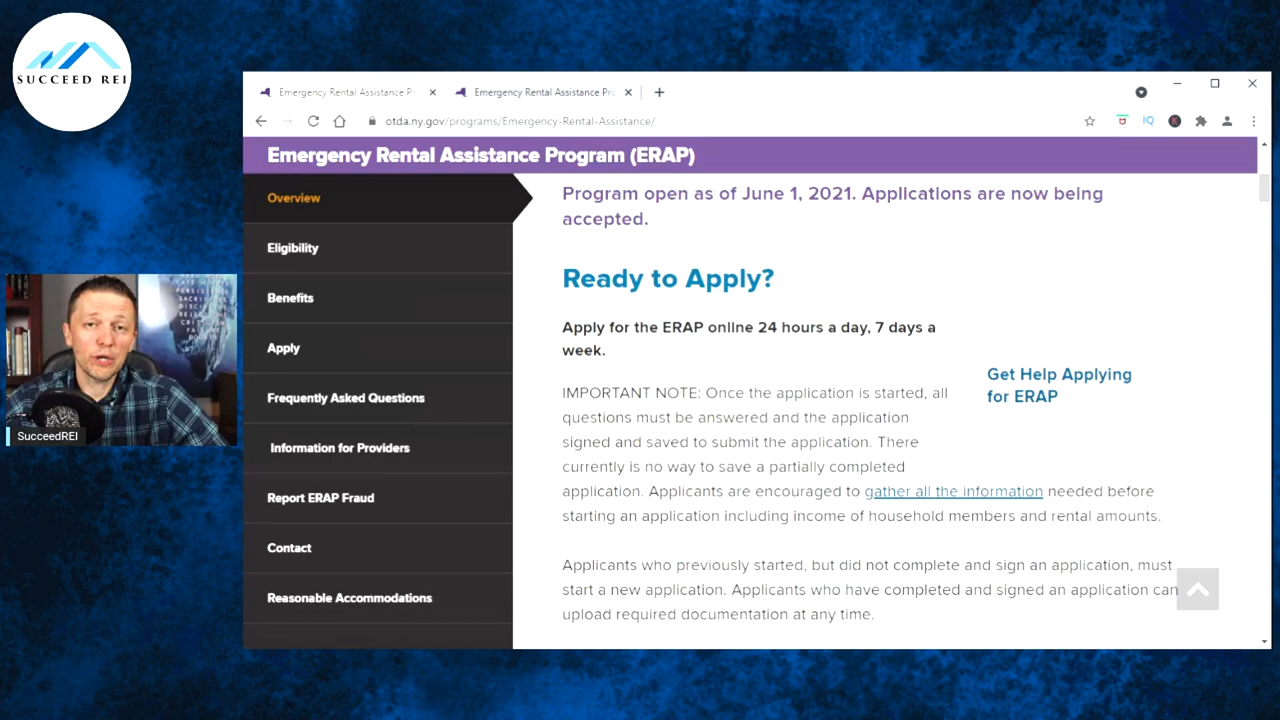 SUCCEED REI
Emergency Rental Assistance P
Emergency Rental Assistance Pro
otda.ny.gov/programs/Emergency-Rental-Assistance/
IQ
Emergency Rental Assistance Program (ERAP)
Overview
Eligibility
Benefits
Apply
Frequently Asked Questions
Information for Providers
Report ERAP Fraud
Contact
Reasonable Accommodations
Program open as of June 1, 2021. Applications are now being
accepted.
Ready to Apply?
Apply for the ERAP online 24 hours a day, 7 days a
week.
IMPORTANT NOTE: Once the application is started, all
questions must be answered and the application
signed and saved to submit the application. There
currently is no way to save a partially completed
application. Applicants are encouraged to gather all the information needed before
starting an application including income of household members and rental amounts.
Applicants who previously started, but did not complete and sign an application, must
start a new application. Applicants who have completed and signed an application can
upload required documentation at any time.
Get Help Applying
for ERAP
SucceedREI